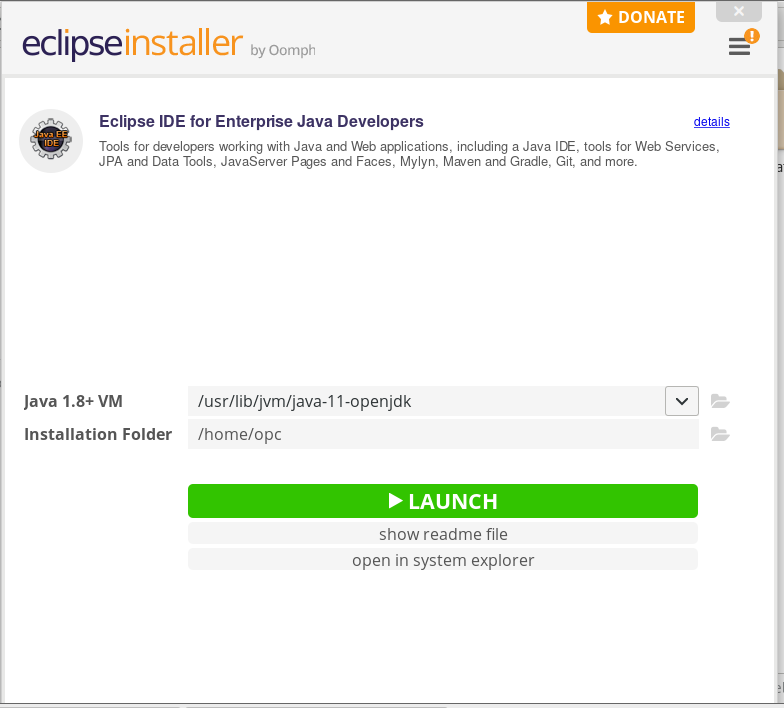 DONATE
eclipseinstaller by Oomph
Java EE
IDE
Eclipse IDE for Enterprise Java Developers
details
Tools for developers working with Java and Web applications, including a Java IDE, tools for Web Services,
JPA and Data Tools, JavaServer Pages and Faces, Mylyn, Maven and Gradle, Git, and more.
Java 1.8+ VM
/usr/lib/jvm/java-11-openjdk
Installation Folder
/home/opc
LAUNCH
show readme file
open in system explorer